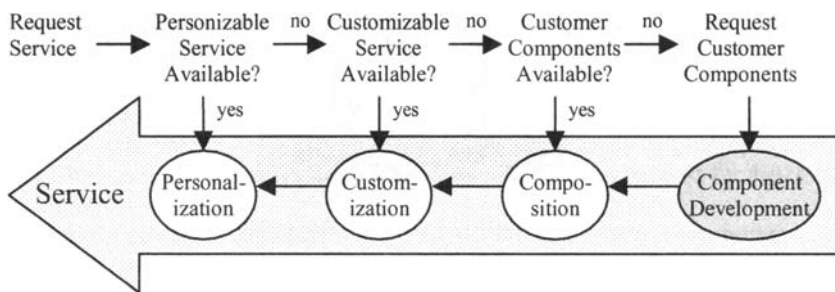 Request
Service
Personizable
Service
Available?
no
Customizable
Service
Available?
no
Customer
Components
Available?
no
Request
Customer
Components
yes
yes
yes
Service
Personal-
ization
Custom-
ization
Compo-
sition
Component
Development